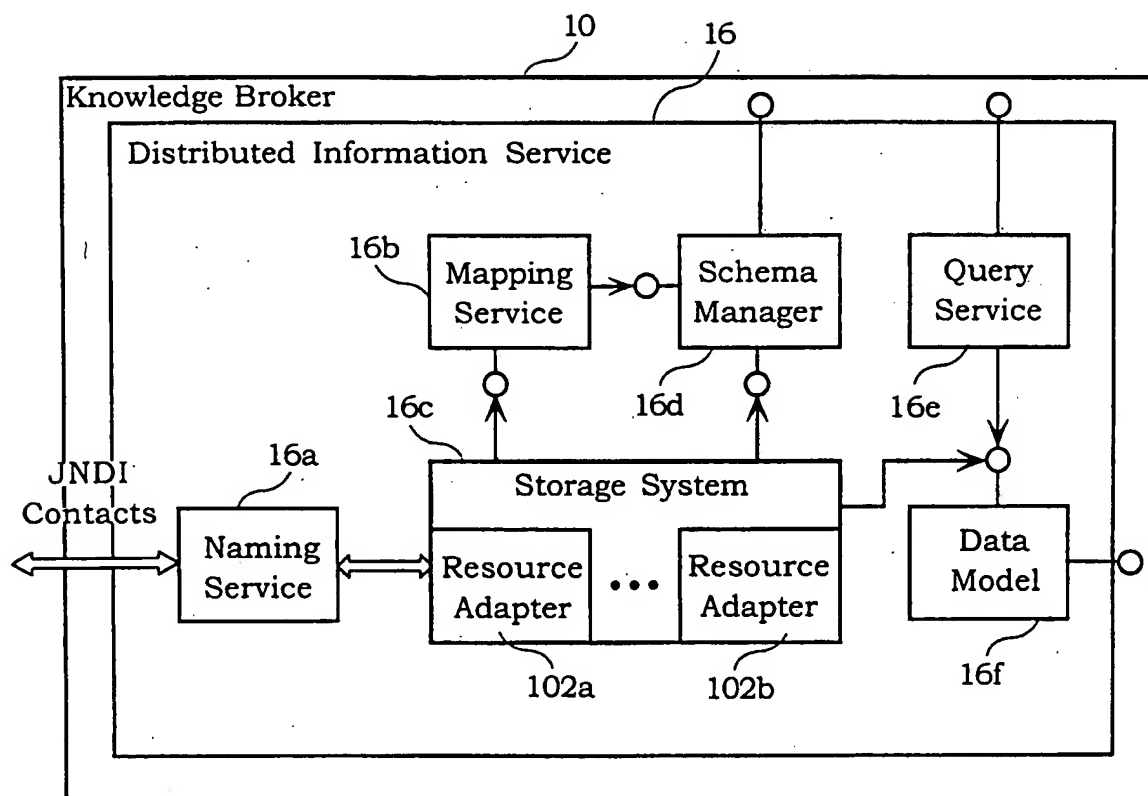 10
16
Knowledge Broker
Distributed Information Service
16b
Mapping
Service
Schema
Manager
Query
Service
16c
16d
16e
16a
JNDI
Contacts
Naming
Service
Storage System
Resource
Adapter
•••
Resource
Adapter
Data
Model
102a
102b
16f